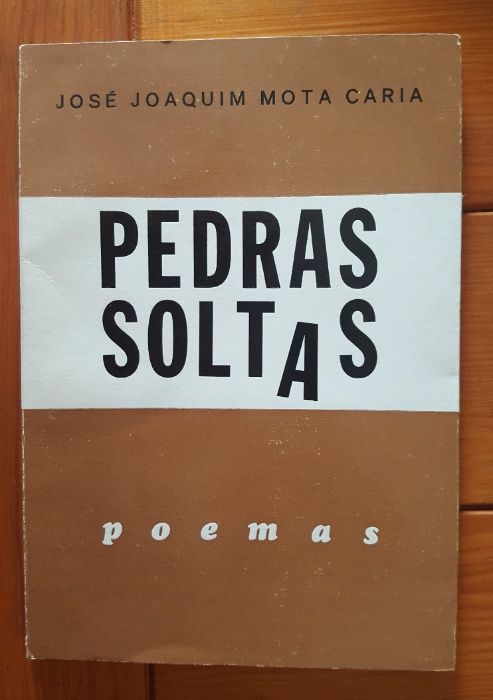 JOSÉ JOAQUIM MOTA CARIA
PEDRAS
SOLTAS
poemas